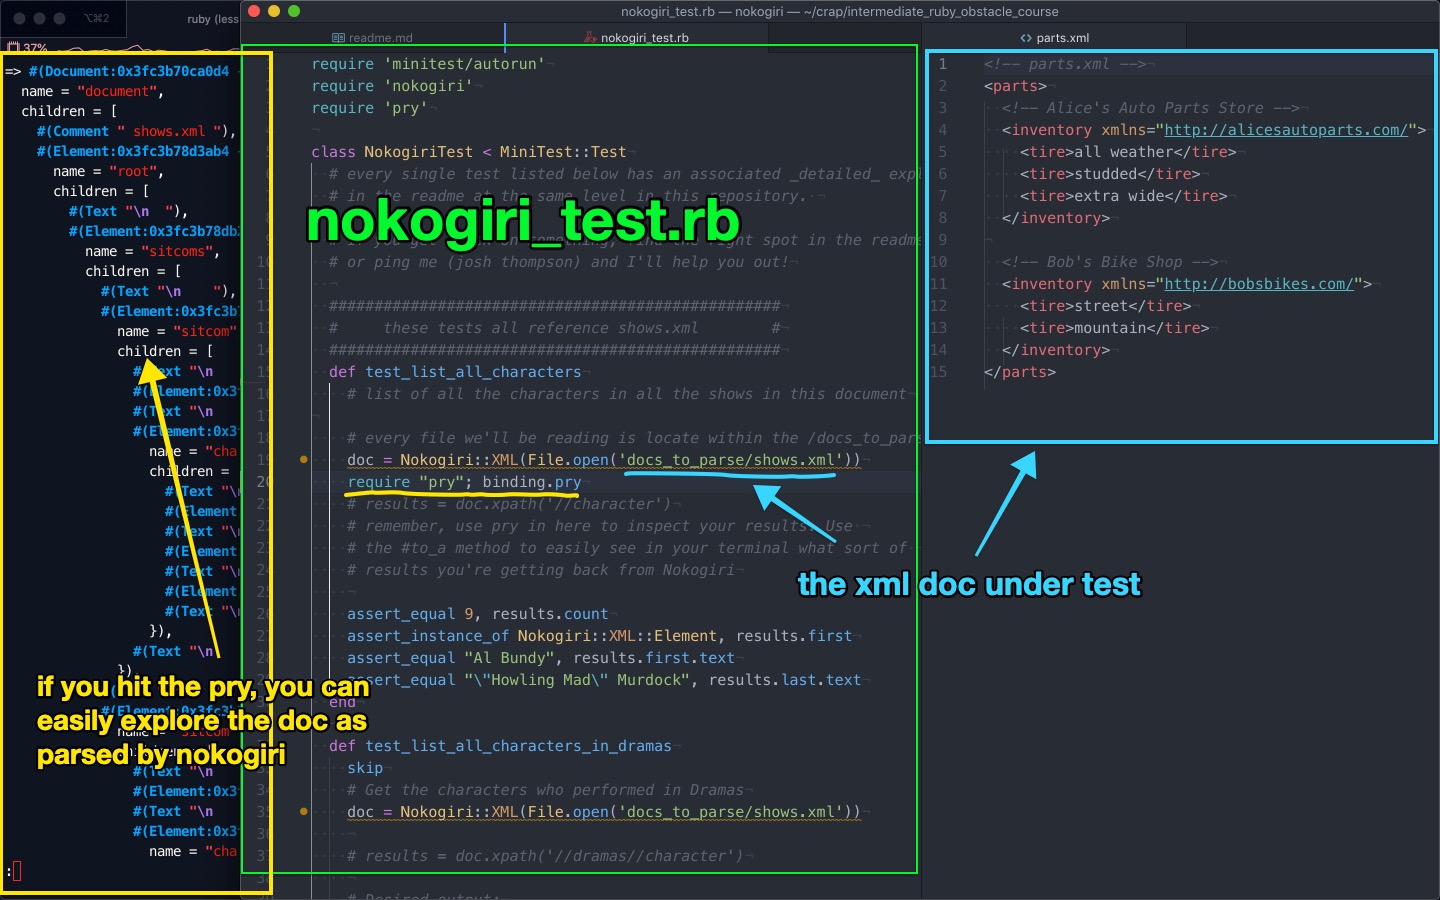 ⌥⌘2
ruby (less
nokogiri_test.rb — nokogiri — ~/crap/intermediate_ruby_obstacle_course
readme.md
nokogiri_test.rb
parts.xml
37%
=> #(Document:0x3fc3b70ca0d4
name = "document",
children = [
#(Comment " shows.xml "),
#(Element:0x3fc3b78d3ab4
name = "root",
children = [
#(Text "\n  "),
#(Element:0x3fc3b78db
name = "sitcoms",
children = [
#(Text "\n    "),
#(Element:0x3fc3b
name = "sitcom"
children = [
#(Text "\n
#(Element:0x3
#(Text "\n
#(Element:0x3
name = "cha
children =
#(Text "\n
#(Element
#(Text "\n
#(Element
#(Text "\n
#(Element
#(Text "\n
}),
#(Text "\n
})
name = "sitcom
#(Text "\n
#(Element:0x3
#(Text "\n
#(Element:0x3
name = "cha
:
if you hit the pry, you can
easily explore the doc as
parsed by nokogiri
require 'minitest/autorun'
require 'nokogiri'
require 'pry'
class NokogiriTest < MiniTest::Test
# every single test listed below has an associated _detailed_ expl
# in the readme at the same level in this repository.
nokogiri_test.rb
right spot in the readme
# or ping me (josh thompson) and I'll help you out!
##################################################
#     these tests all reference shows.xml        #
##################################################
def test_list_all_characters
# list of all the characters in all the shows in this document
# every file we'll be reading is locate within the /docs_to_pars
doc = Nokogiri::XML(File.open('docs_to_parse/shows.xml'))
20 require "pry"; binding.pry
# results = doc.xpath('//character')
# remember, use pry in here to inspect your results. Use
# the #to_a method to easily see in your terminal what sort of
# results you're getting back from Nokogiri
assert_equal 9, results.count
assert_instance_of Nokogiri::XML::Element, results.first
assert_equal "Al Bundy", results.first.text
assert_equal "\"Howling Mad\" Murdock", results.last.text
end
def test_list_all_characters_in_dramas
skip
# Get the characters who performed in Dramas
doc = Nokogiri::XML(File.open('docs_to_parse/shows.xml'))
# results = doc.xpath('//dramas//character')
# Desired output:
the xml doc under test
1 <!-- parts.xml -->
2 <parts>
3 <!-- Alice's Auto Parts Store -->
4 <inventory xmlns="http://alicesautoparts.com/">
5 <tire>all weather</tire>
6 <tire>studded</tire>
7 <tire>extra wide</tire>
8 </inventory>
9
10 <!-- Bob's Bike Shop -->
11 <inventory xmlns="http://bobsbikes.com/">
12 <tire>street</tire>
13 <tire>mountain</tire>
14 </inventory>
15 </parts>